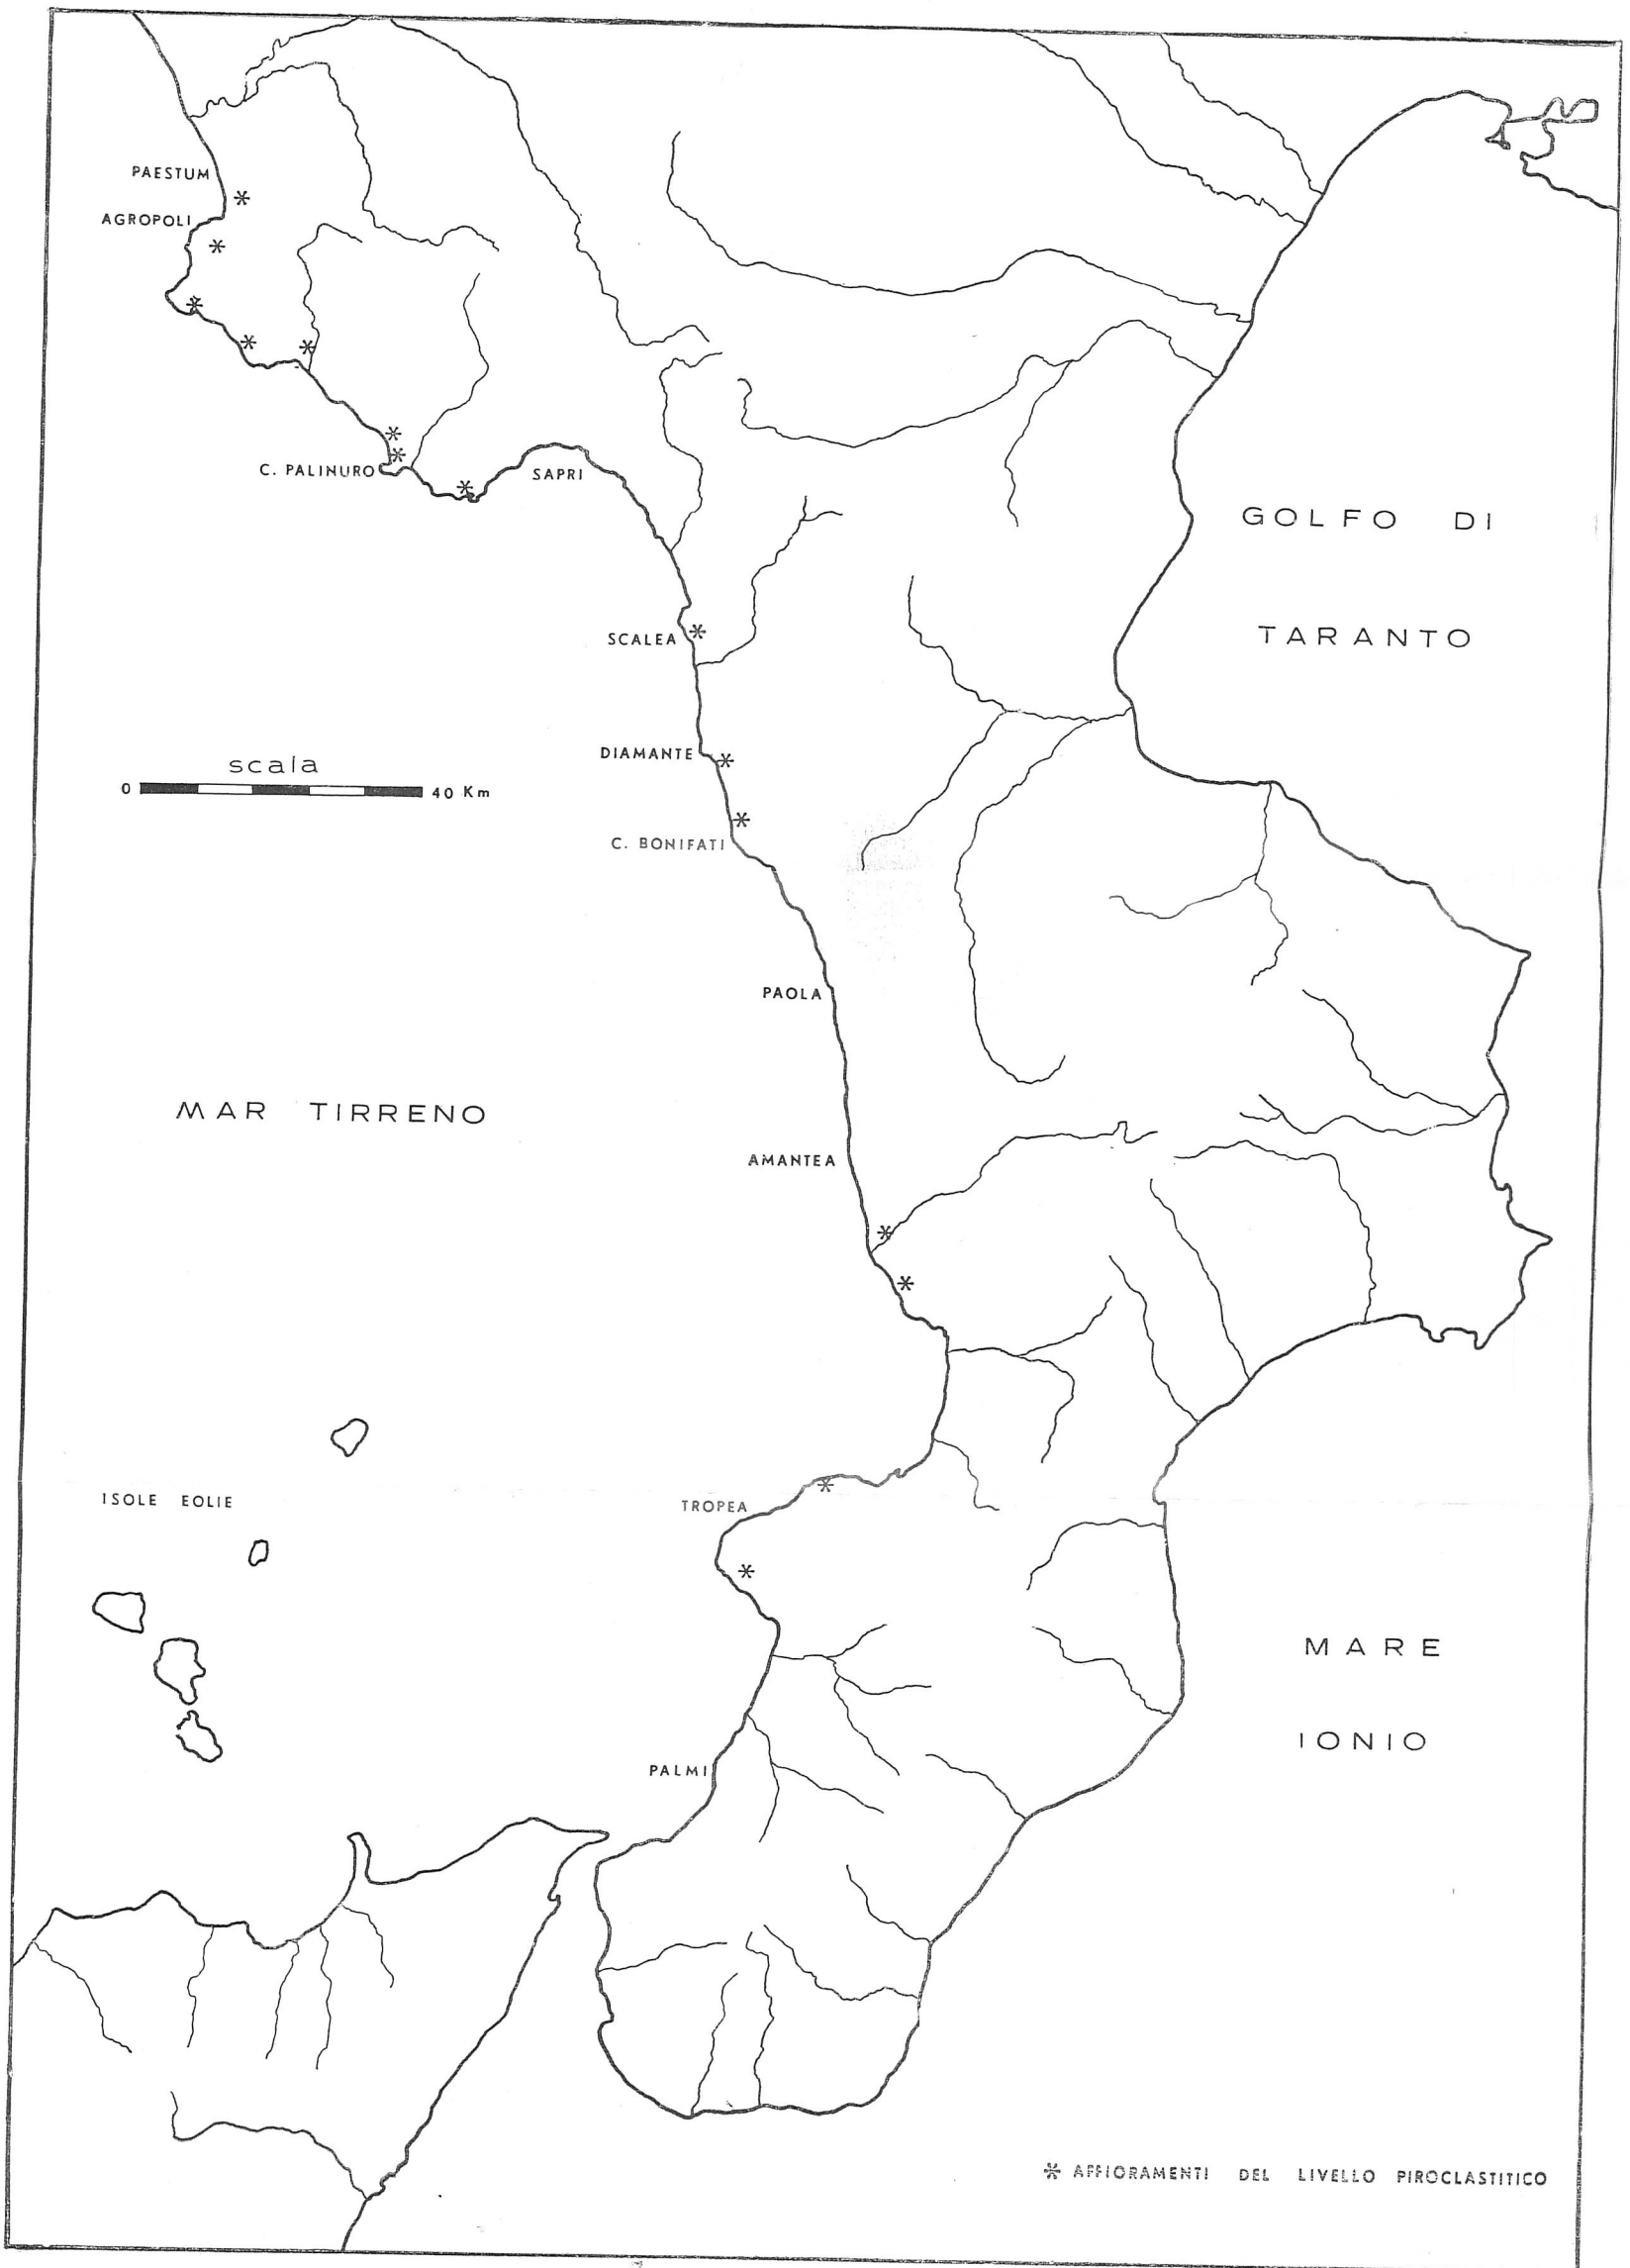 PAESTUM
AGROPOLI
C. PALINURO
SAPRI
GOLFO DI
TARANTO
SCALEA
DIAMANTE
scala
0 40 Km
C. BONIFATI
PAOLA
MAR TIRRENO
AMANTEA
ISOLE EOLIE
TROPEA
MARE
IONIO
PALMI
* AFFIORAMENTI DEL LIVELLO PIROCLASTITICO